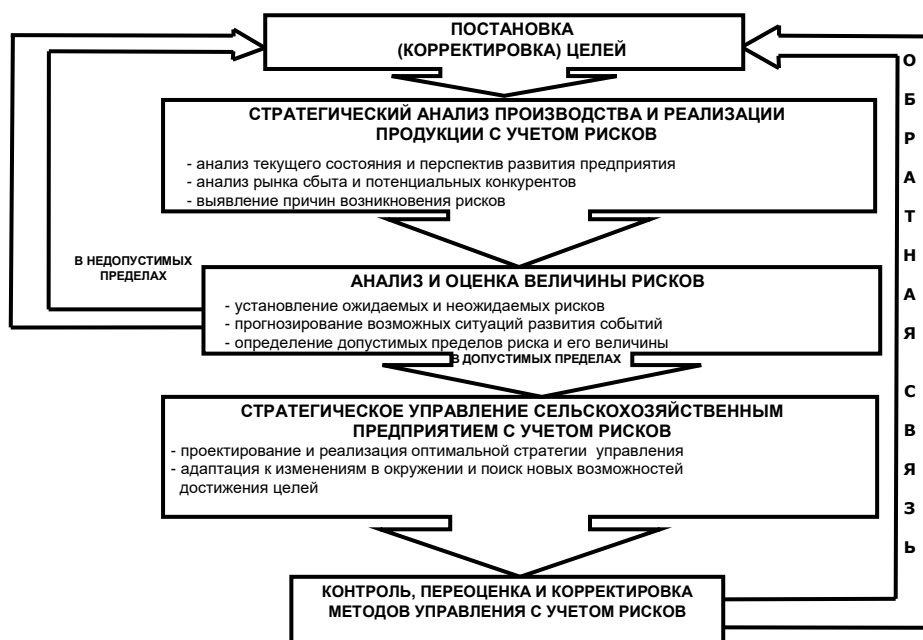 ПОСТАНОВКА
(КОРРЕКТИРОВКА) ЦЕЛЕЙ
СТРАТЕГИЧЕСКИЙ АНАЛИЗ ПРОИЗВОДСТВА И РЕАЛИЗАЦИИ
ПРОДУКЦИИ С УЧЕТОМ РИСКОВ
- анализ текущего состояния и перспектив развития предприятия
- анализ рынка сбыта и потенциальных конкурентов
- выявление причин возникновения рисков
В НЕДОПУСТИМЫХ
ПРЕДЕЛАХ
АНАЛИЗ И ОЦЕНКА ВЕЛИЧИНЫ РИСКОВ
- установление ожидаемых и неожидаемых рисков
- прогнозирование возможных ситуаций развития событий
- определение допустимых пределов риска и его величины
В ДОПУСТИМЫХ ПРЕДЕЛАХ
СТРАТЕГИЧЕСКОЕ УПРАВЛЕНИЕ СЕЛЬСКОХОЗЯЙСТВЕННЫМ
ПРЕДПРИЯТИЕМ С УЧЕТОМ РИСКОВ
- проектирование и реализация оптимальной стратегии управления
- адаптация к изменениям в окружении и поиск новых возможностей
достижения целей
КОНТРОЛЬ, ПЕРЕОЦЕНКА И КОРРЕКТИРОВКА
МЕТОДОВ УПРАВЛЕНИЯ С УЧЕТОМ РИСКОВ
ОБРАТНАЯ СВЯЗЬ